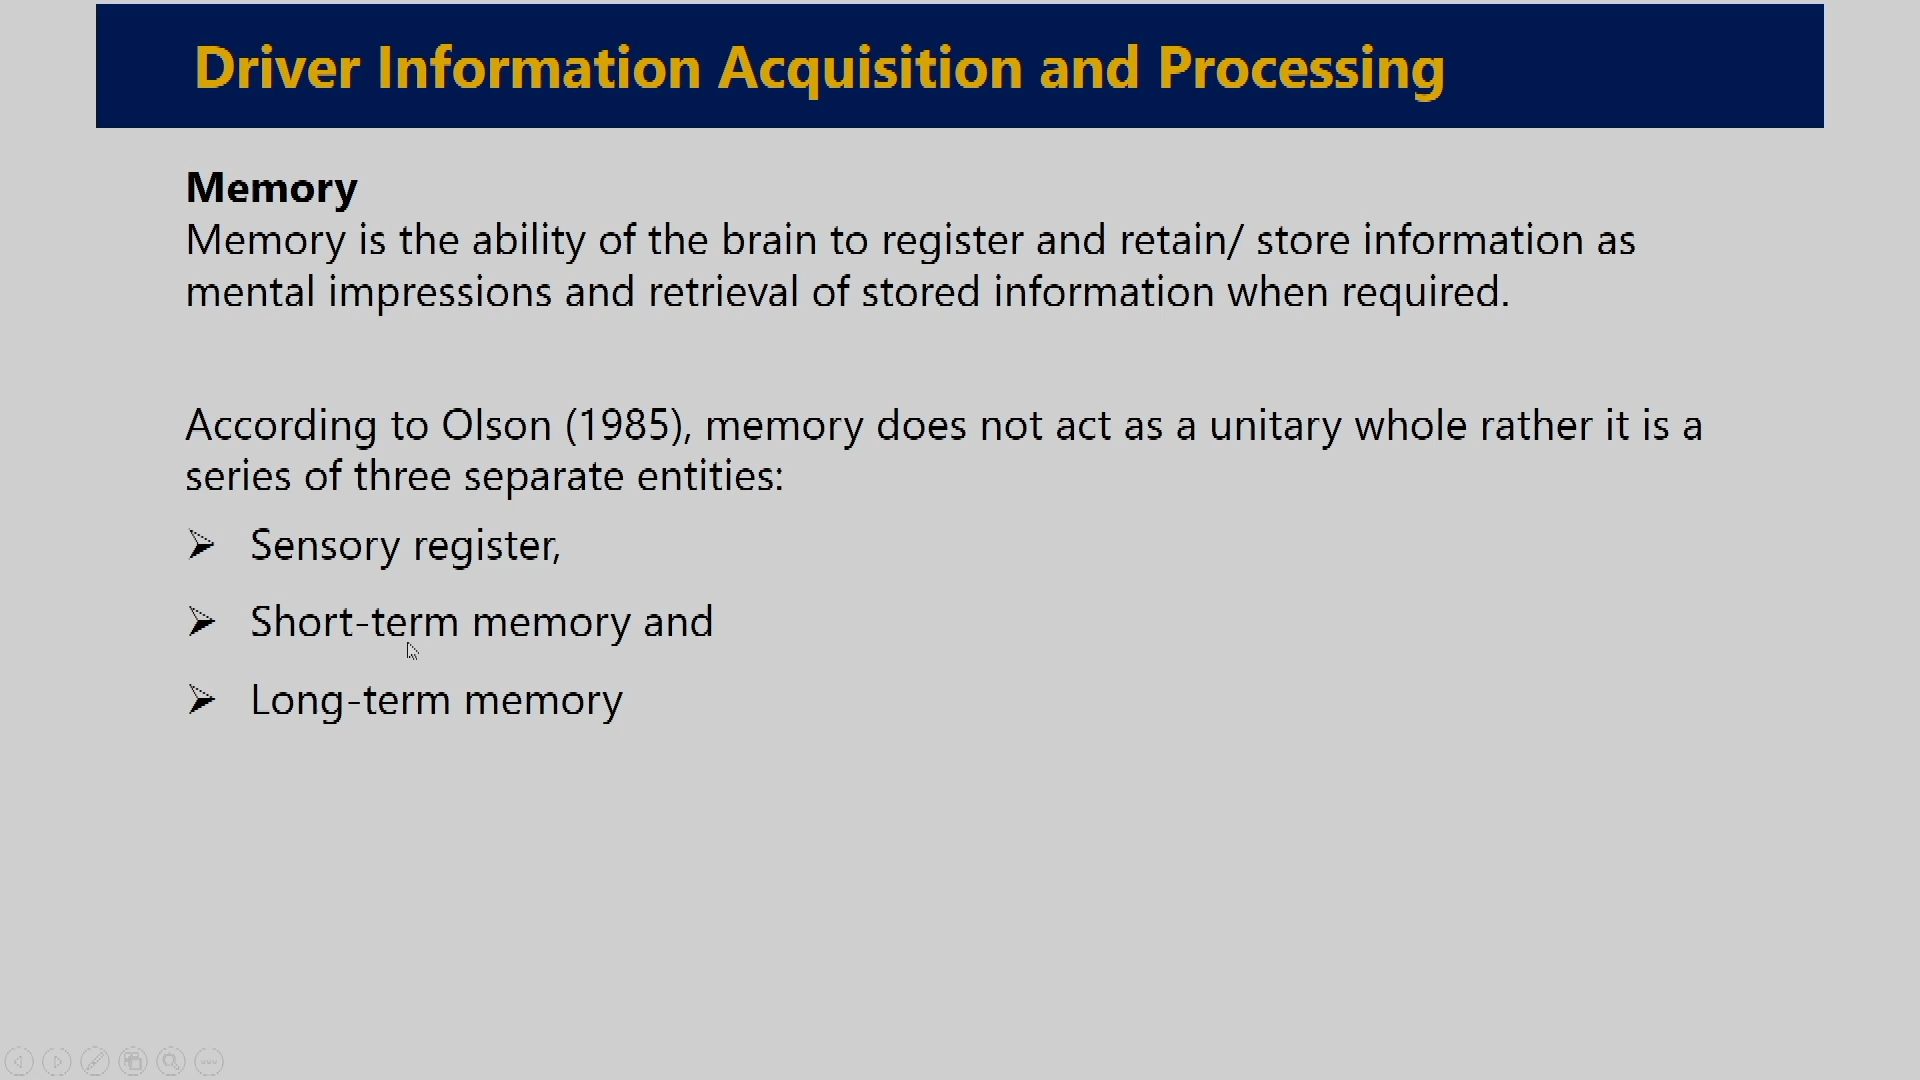 Driver Information Acquisition and Processing
Memory
Memory is the ability of the brain to register and retain/ store information as
mental impressions and retrieval of stored information when required.
According to Olson (1985), memory does not act as a unitary whole rather it is a
series of three separate entities:
➢ Sensory register,
➢ Short-term memory and
➢ Long-term memory